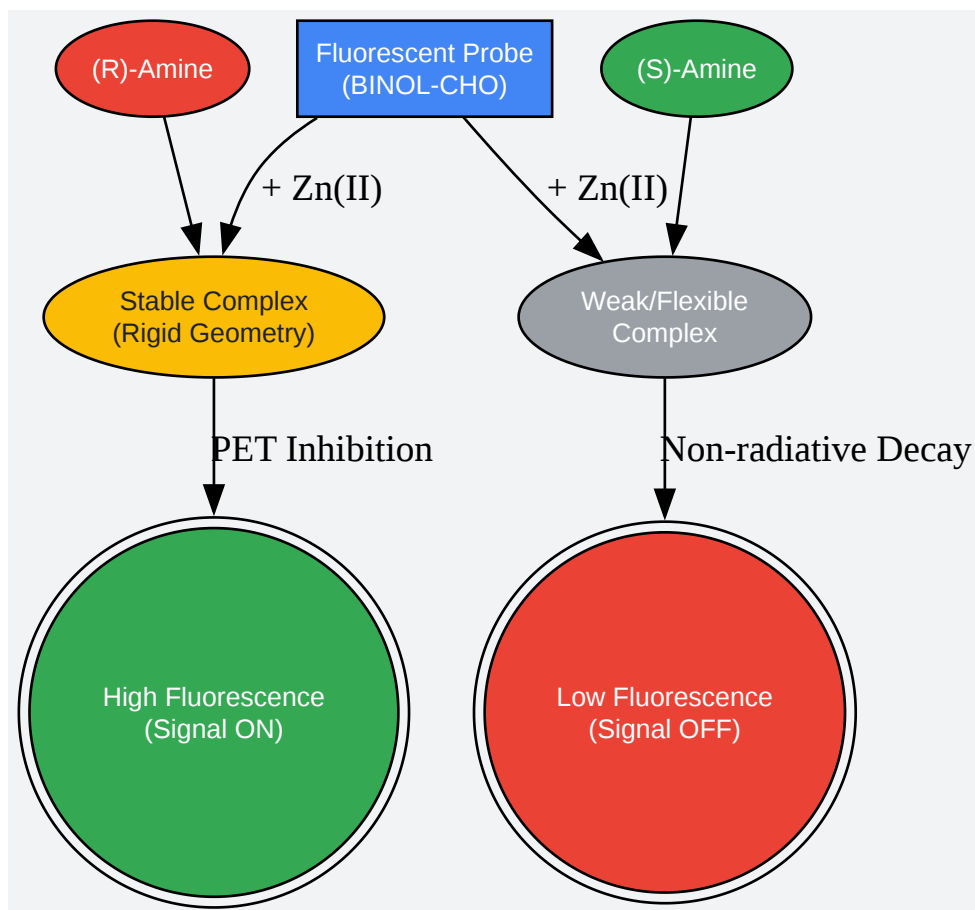 (R)-Amine
Fluorescent Probe
(BINOL-CHO)
(S)-Amine
+ Zn(II)
+ Zn(II)
Stable Complex
(Rigid Geometry)
Weak/Flexible
Complex
PET Inhibition
Non-radiative Decay
High Fluorescence
(Signal ON)
Low Fluorescence
(Signal OFF)